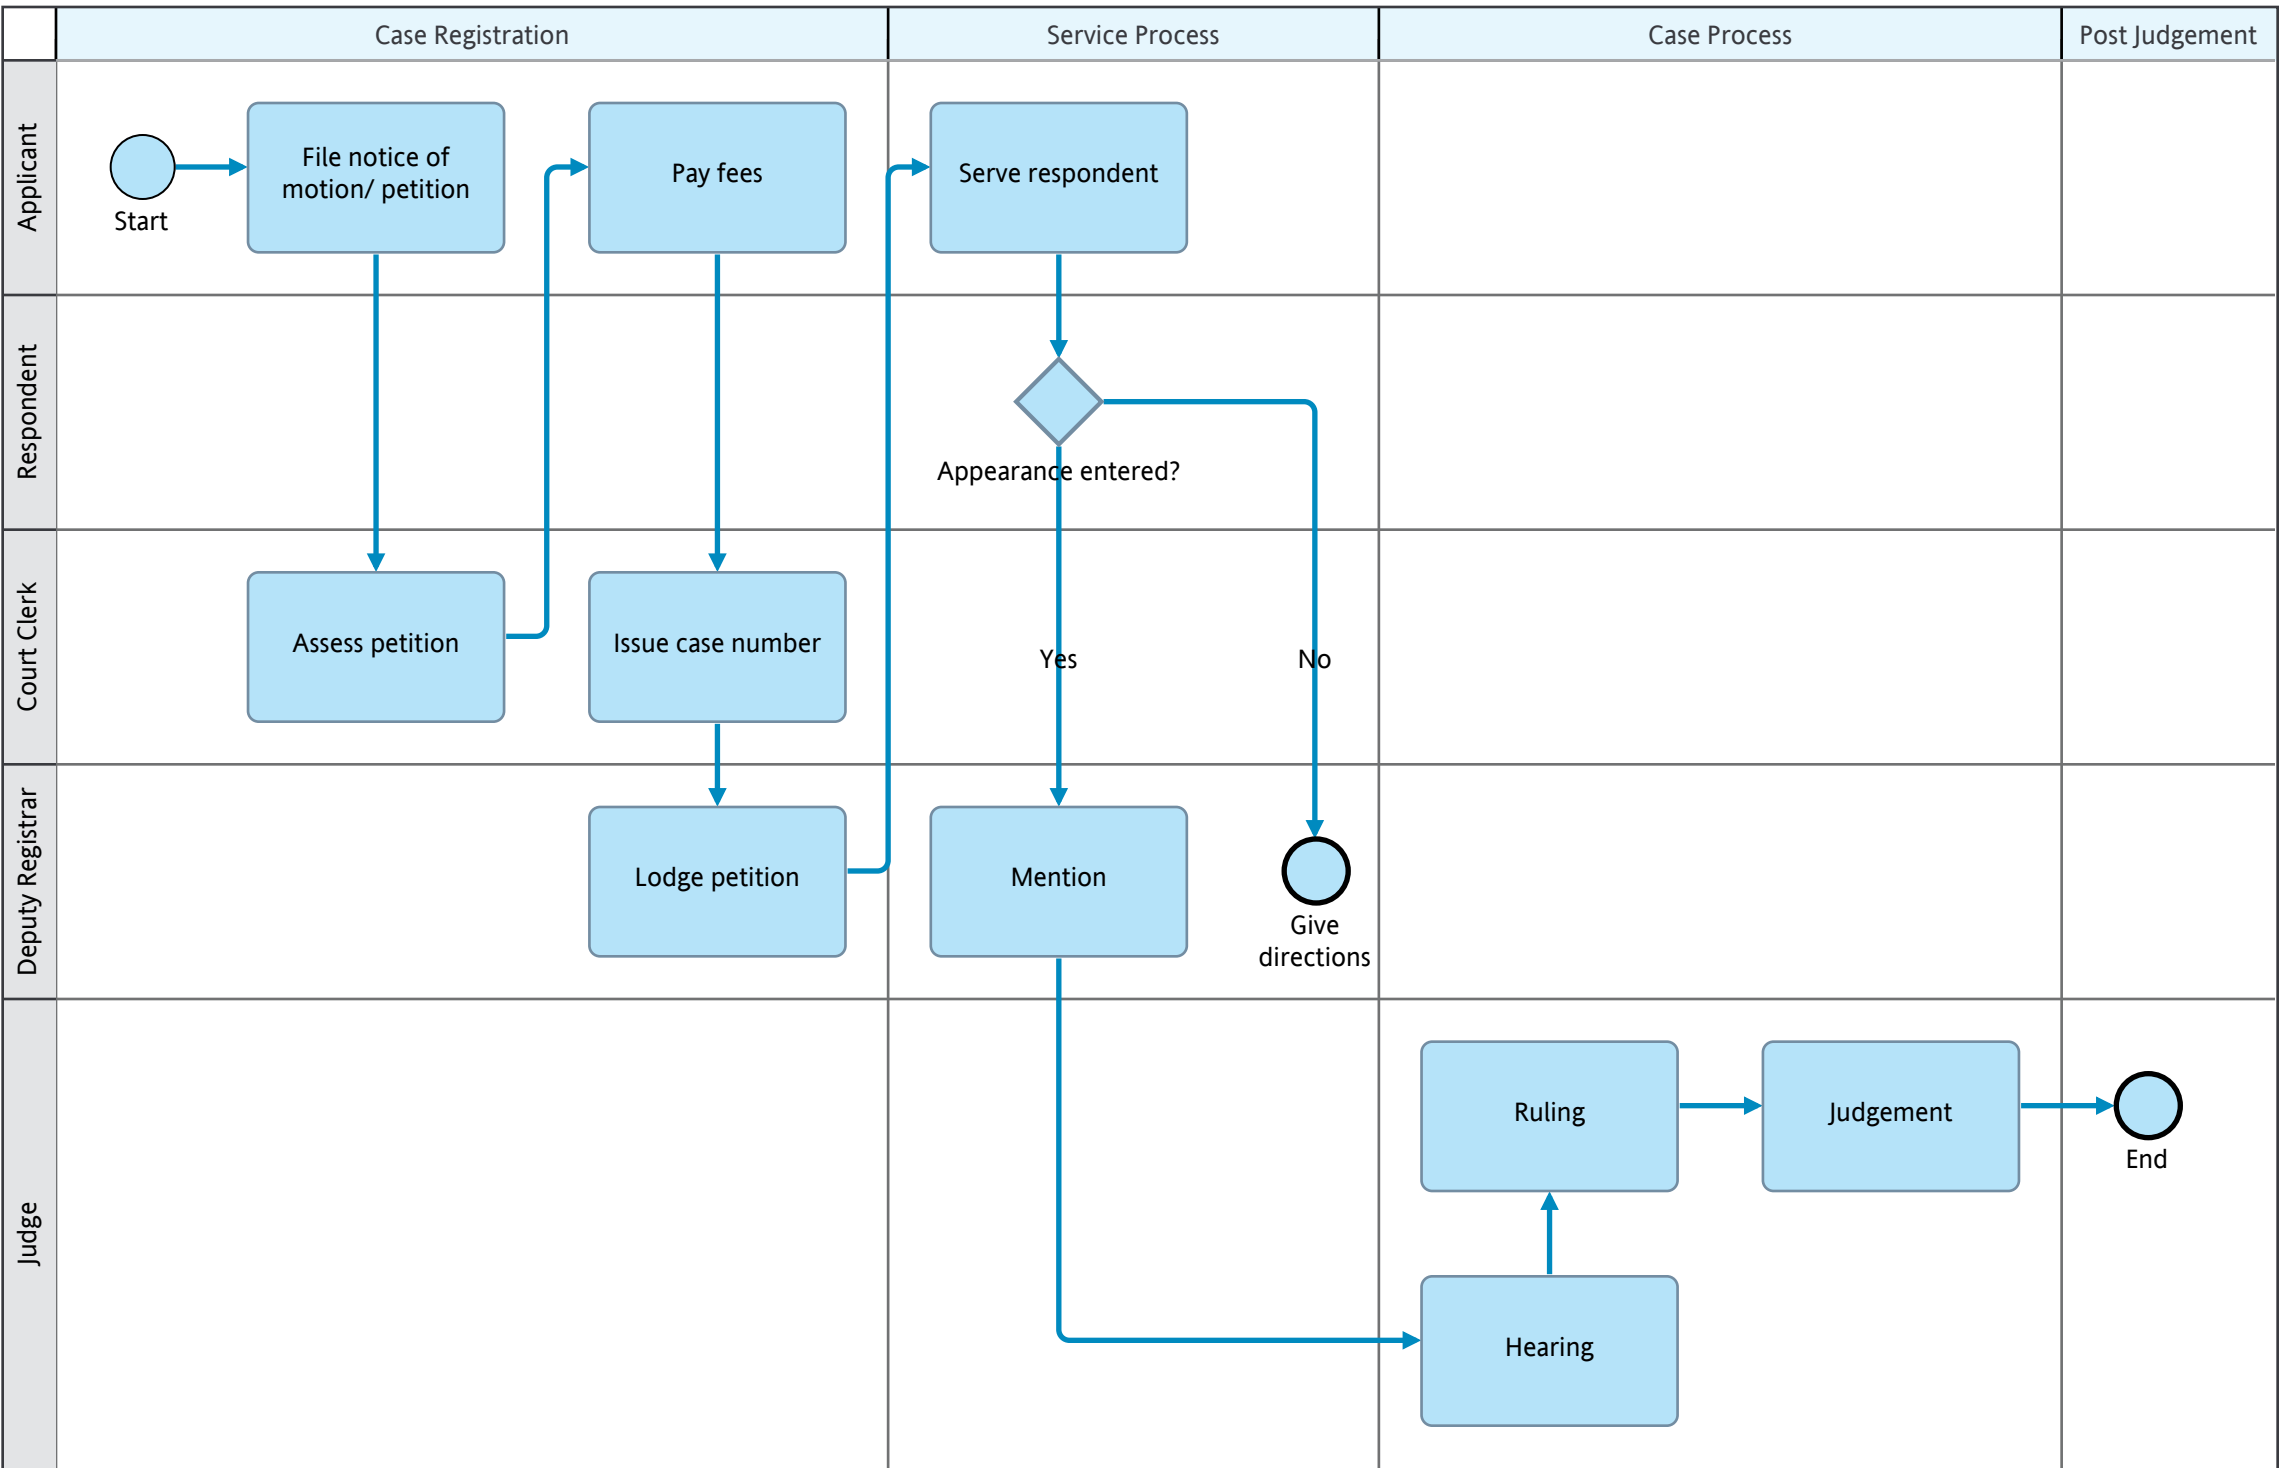 Case Registration
Service Process
Case Process
Post Judgement
Applicant
Start
File notice of
motion/ petition
Pay fees
Serve respondent
Respondent
Appearance entered?
Court Clerk
Assess petition
Issue case number
Yes
No
Deputy Registrar
Lodge petition
Mention
Give
directions
Judge
Ruling
Judgement
End
Hearing